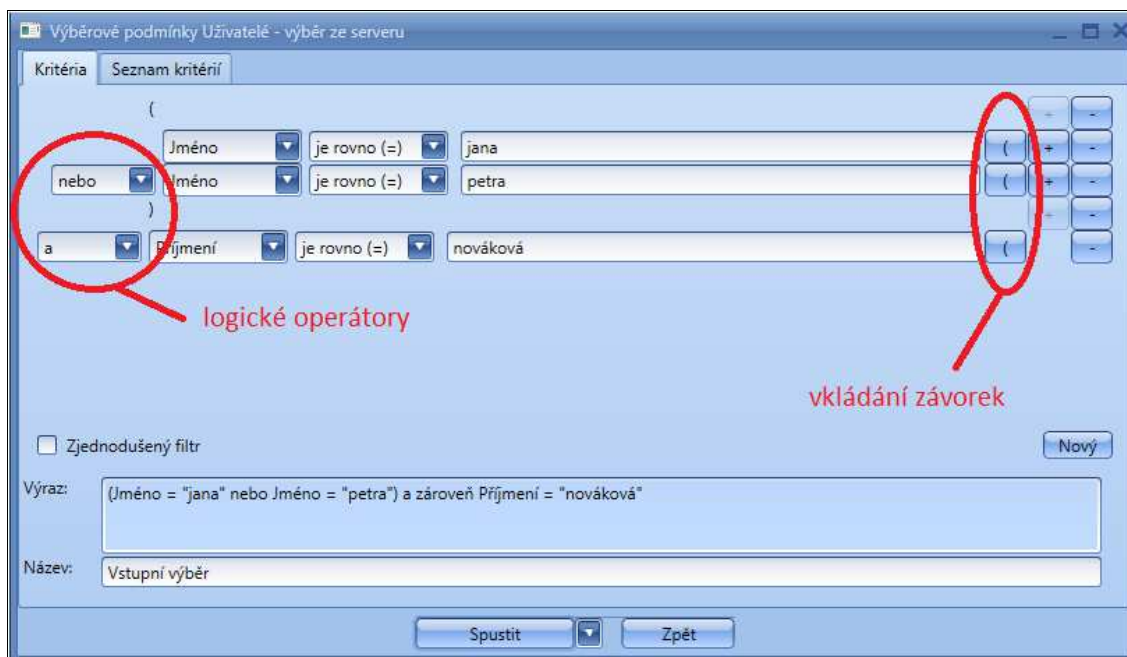 Výběrové podmínky Uživatelé - výběr ze serveru
Kritéria Seznam kritérií
(
+ -
Jméno je rovno (=) jana ( + -
nebo Jméno je rovno (=) petra ( + -
)
+ -
a Příjmení je rovno (=) nováková ( -
logické operátory
vkládání závorek
Zjednodušený filtr Nový
Výraz: (Jméno = "jana" nebo Jméno = "petra") a zároveň Příjmení = "nováková"
Název: Vstupní výběr
Spustit Zpět